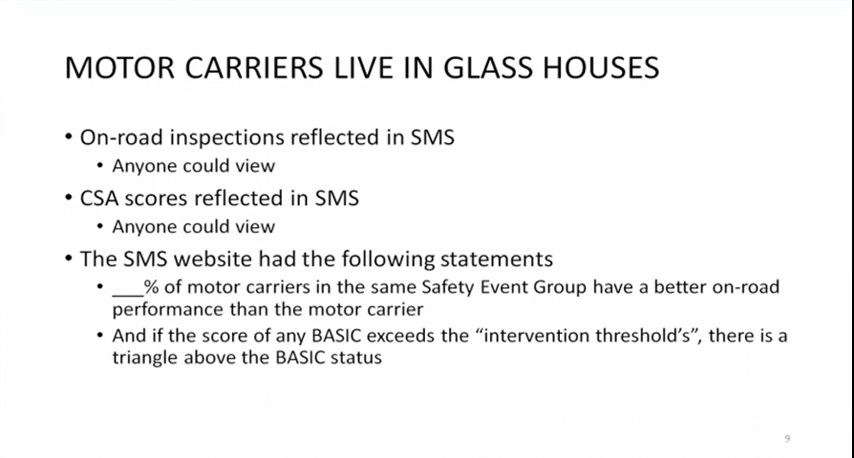 MOTOR CARRIERS LIVE IN GLASS HOUSES
• On-road inspections reflected in SMS
• Anyone could view
• CSA scores reflected in SMS
• Anyone could view
• The SMS website had the following statements
• ___% of motor carriers in the same Safety Event Group have a better on-road
performance than the motor carrier
• And if the score of any BASIC exceeds the “intervention threshold’s”, there is a
triangle above the BASIC status
9